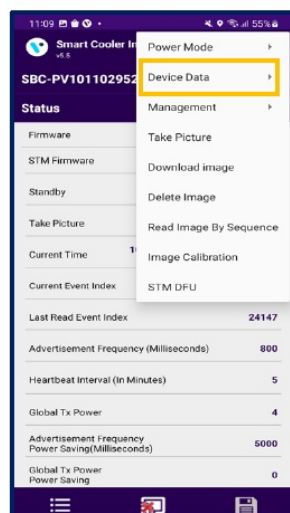 11:09 55%
Smart Cooler In
v5.5
SBC-PV101102952
Status
Power Mode
Device Data
Management
Take Picture
Download image
Delete Image
Read Image By Sequence
Image Calibration
STM DFU
Firmware
STM Firmware
Standby
Take Picture
Current Time 1
Current Event Index
Last Read Event Index 24147
Advertisement Frequency (Milliseconds) 800
Heartbeat Interval (In Minutes) 5
Global Tx Power 4
Advertisement Frequency
Power Saving(Milliseconds) 5000
Global Tx Power
Power Saving 0